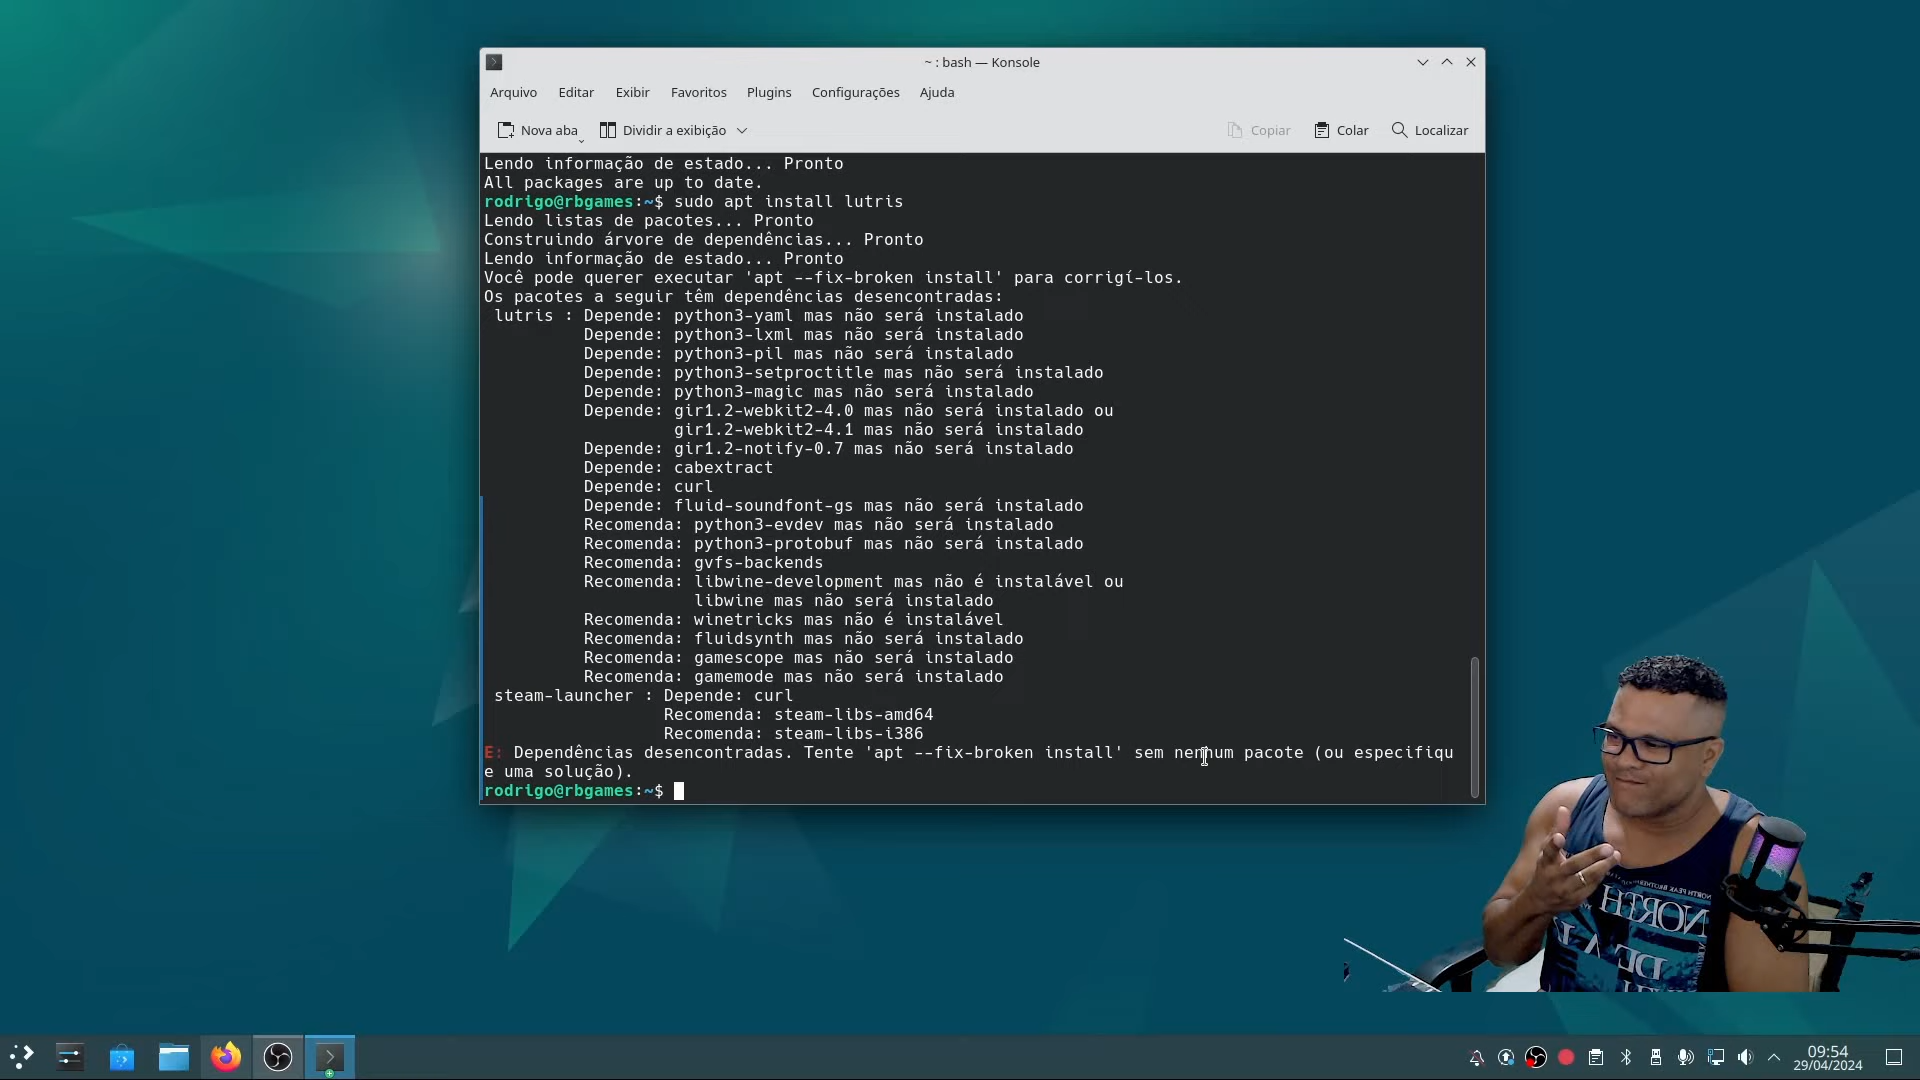 ~ : bash — Konsole
Arquivo Editar Exibir Favoritos Plugins Configurações Ajuda
Nova aba Dividir a exibição Copiar Colar Localizar
Lendo informação de estado... Pronto
All packages are up to date.
rodrigo@rbgames:~$ sudo apt install lutris
Lendo listas de pacotes... Pronto
Construindo árvore de dependências... Pronto
Lendo informação de estado... Pronto
Você pode querer executar 'apt --fix-broken install' para corrigí-los.
Os pacotes a seguir têm dependências desencontradas:
lutris : Depende: python3-yaml mas não será instalado
Depende: python3-lxml mas não será instalado
Depende: python3-pil mas não será instalado
Depende: python3-setproctitle mas não será instalado
Depende: python3-magic mas não será instalado
Depende: gir1.2-webkit2-4.0 mas não será instalado ou
gir1.2-webkit2-4.1 mas não será instalado
Depende: gir1.2-notify-0.7 mas não será instalado
Depende: cabextract
Depende: curl
Depende: fluid-soundfont-gs mas não será instalado
Recomenda: python3-evdev mas não será instalado
Recomenda: python3-protobuf mas não será instalado
Recomenda: gvfs-backends
Recomenda: libwine-development mas não é instalável ou
libwine mas não será instalado
Recomenda: winetricks mas não é instalável
Recomenda: fluidsynth mas não será instalado
Recomenda: gamescope mas não será instalado
Recomenda: gamemode mas não será instalado
steam-launcher : Depende: curl
Recomenda: steam-libs-amd64
Recomenda: steam-libs-i386
E: Dependências desencontradas. Tente 'apt --fix-broken install' sem nenhum pacote (ou especifiqu
e uma solução).
rodrigo@rbgames:~$
NORTH
09:54
29/04/2024